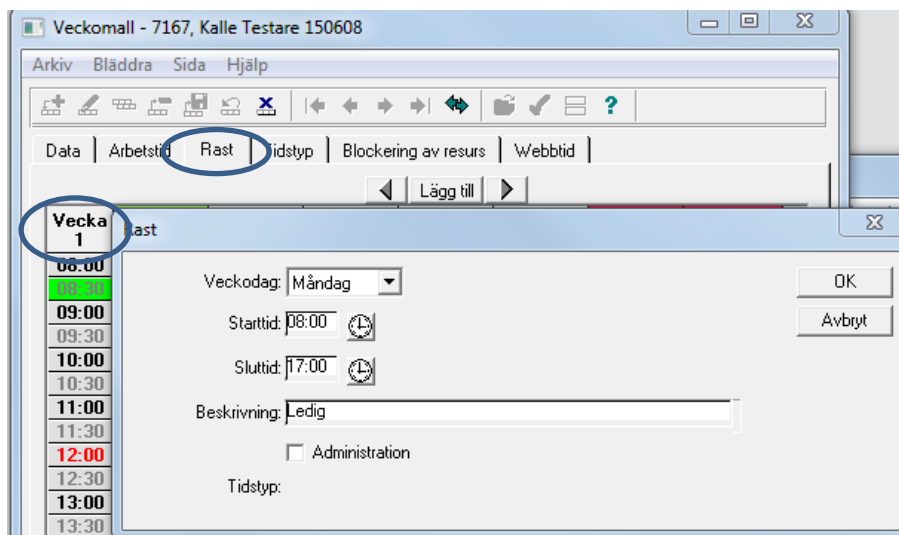 Veckomall - 7167, Kalle Testare 150608
Arkiv Bläddra Sida Hjälp
Data Arbetstid Rast Tidstyp Blockering av resurs Webbtid
Lägg till
Vecka
1
Rast
Veckodag: Måndag
OK
Starttid: 08:00
Avbryt
Sluttid: 17:00
Beskrivning: Ledig
Administration
Tidstyp:
08:00
08:30
09:00
09:30
10:00
10:30
11:00
11:30
12:00
12:30
13:00
13:30